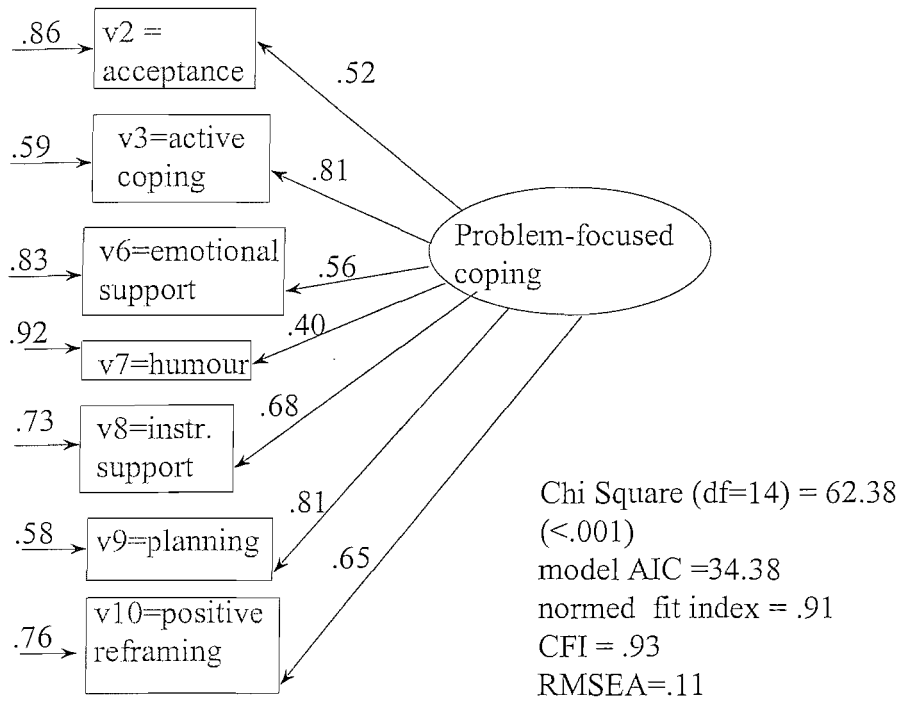 .86
v2 =
acceptance
.52
.59
v3=active
coping
.81
Problem-focused
coping
.83
v6=emotional
support
.56
.92
v7=humour
.40
.73
v8=instr.
support
.68
.58
v9=planning
.81
.76
v10=positive
reframing
.65
Chi Square (df=14) = 62.38
(<.001)
model AIC =34.38
normed fit index = .91
CFI = .93
RMSEA=.11